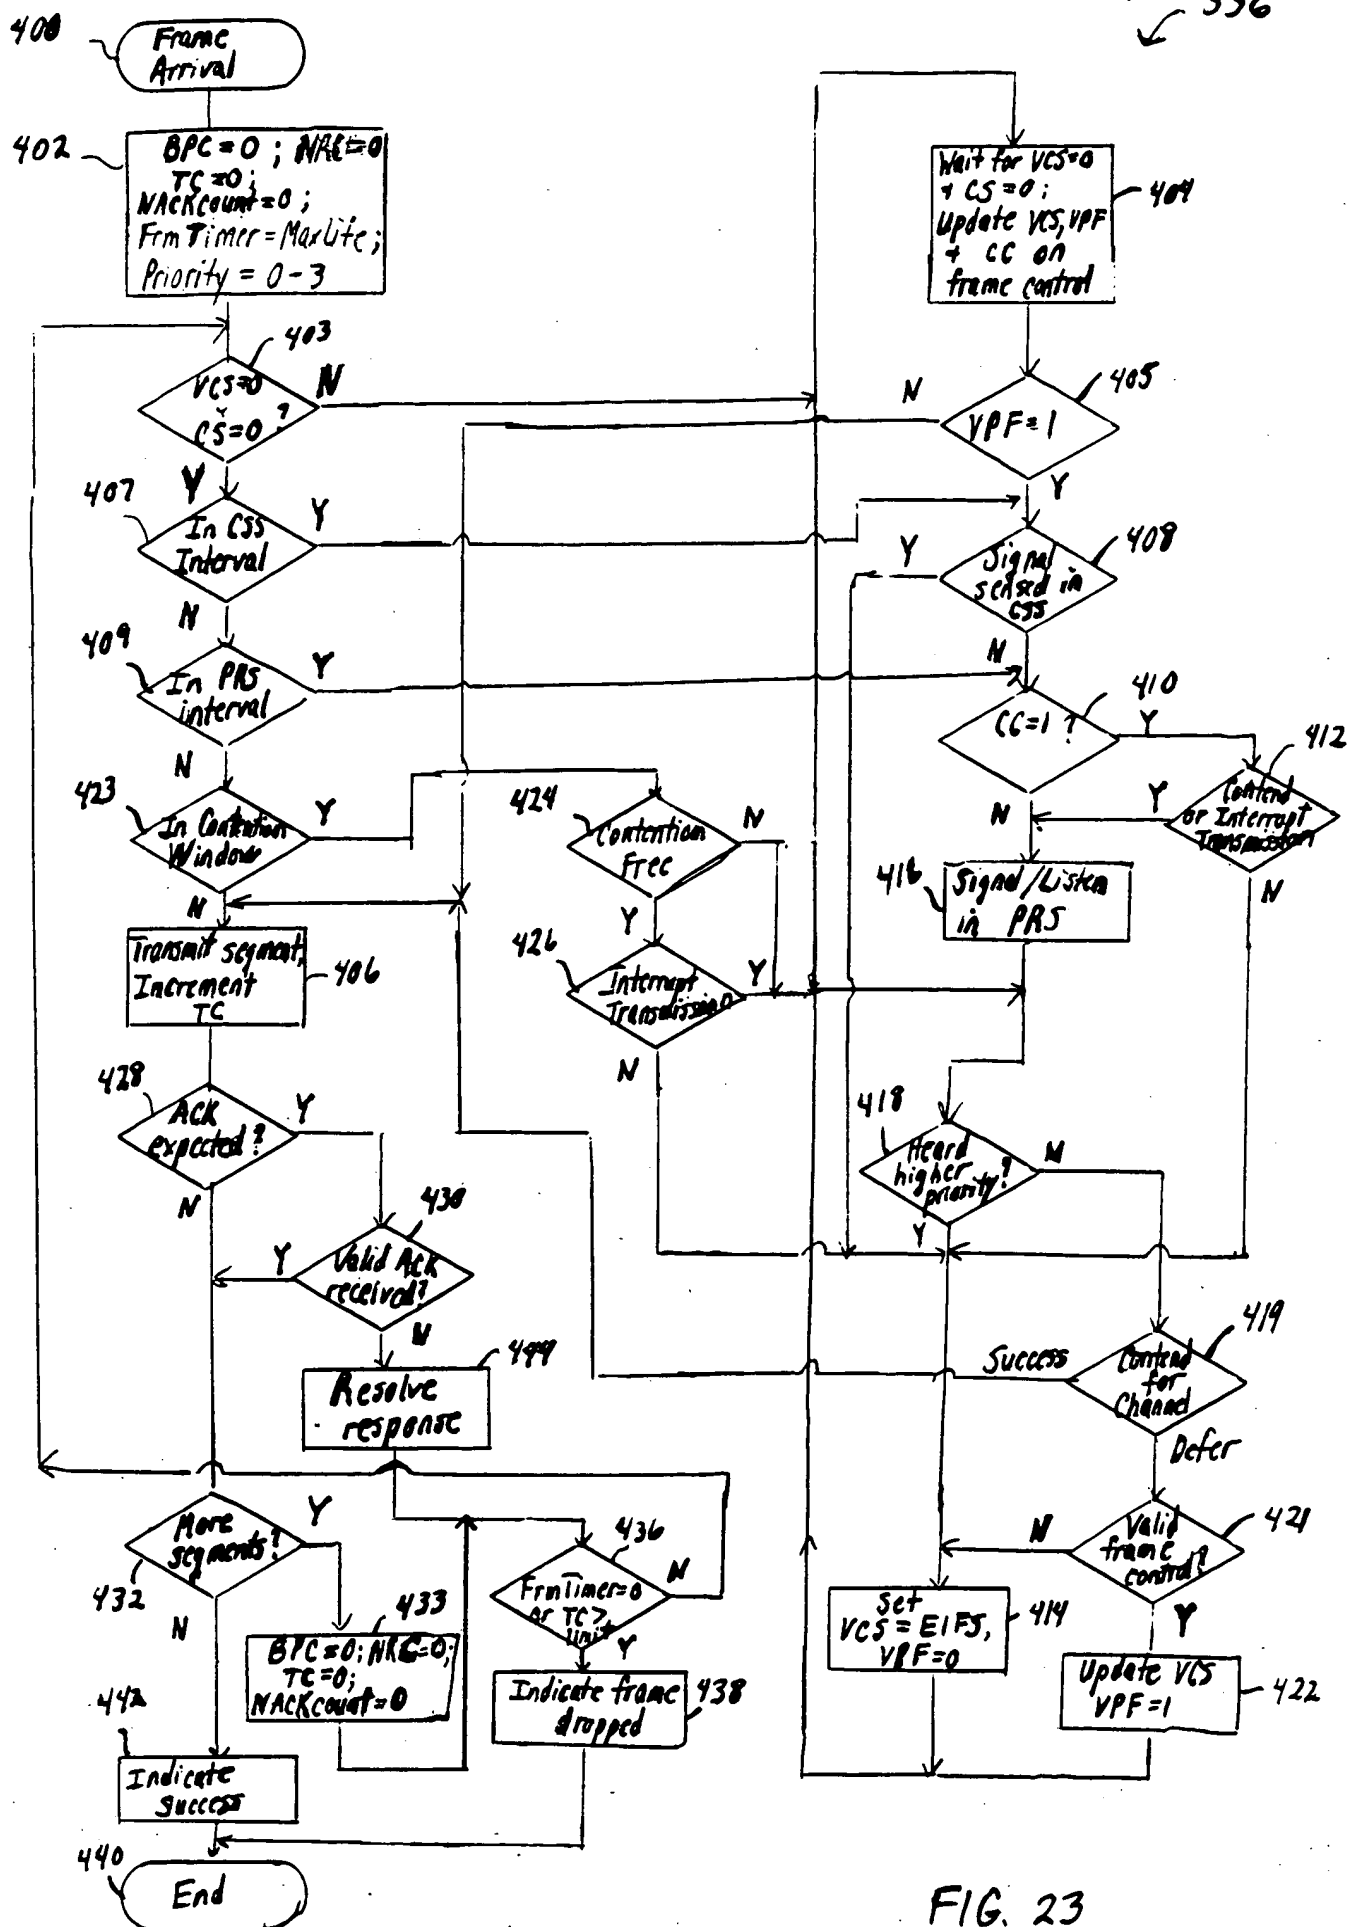 336
400
Frame
Arrival
402
BPC=0 ; NRC=0
TC=0;
NACKcount=0;
FrmTimer=MaxLife;
Priority = 0-3
Wait for VCS=0
+ CS=0;
Update VCS, VPF
+ CC on
frame control
404
403
VCS=0
+
CS=0 ?
N
Y
405
VPF=1
N
Y
407
In CSS
Interval
Y
N
408
Signal
sensed in
CSS
Y
N
409
In PRS
interval
Y
N
410
CC=1 ?
Y
N
412
Contend
or Interrupt
Transmission
Y
N
423
In Contention
Window
Y
N
424
Contention
Free
N
Y
416
Signal/Listen
in PRS
Transmit segment,
Increment
TC
406
426
Interrupt
Transmission
Y
N
428
ACK
expected?
Y
N
418
Heard
higher
priority?
N
Y
430
Valid ACK
received?
Y
N
444
Resolve
response
419
Contend
for
Channel
Success
Defer
More
segments?
432
Y
N
436
FrmTimer=0
or TC>
limit
N
Y
421
Valid
frame
control?
N
Y
433
BPC=0; NRC=0;
TC=0;
NACKcount=0
Set
VCS=EIFS,
VPF=0
414
Update VCS
VPF=1
422
Indicate frame
dropped
438
442
Indicate
success
440
End
FIG. 23